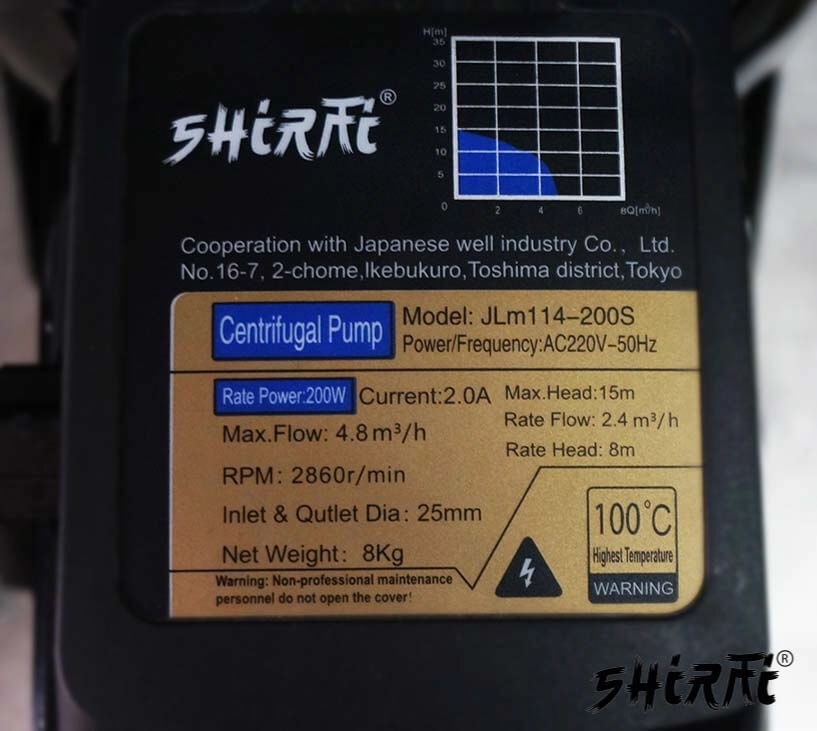 SHiRAi®
H[m]
35
30
25
20
15
10
5
0 2 4 6 8Q[m³/h]
Cooperation with Japanese well industry Co., Ltd.
No.16-7, 2-chome,Ikebukuro,Toshima district,Tokyo
Centrifugal Pump
Model: JLm114-200S
Power/Frequency:AC220V-50Hz
Rate Power:200W
Current:2.0A
Max.Head:15m
Rate Flow: 2.4 m³/h
Max.Flow: 4.8 m³/h
Rate Head: 8m
RPM: 2860r/min
Inlet & Qutlet Dia: 25mm
Net Weight: 8Kg
100°C
Highest Temperature
WARNING
Warning: Non-professional maintenance
personnel do not open the cover!
SHiRAi®